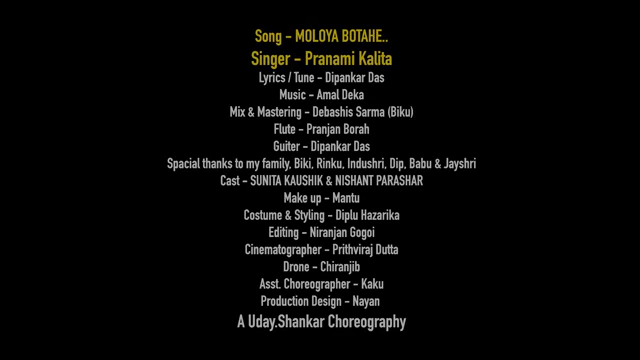 Song - MOLOYA BOTAHE..
Singer - Pranami Kalita
Lyrics / Tune - Dipankar Das
Music - Amal Deka
Mix & Mastering - Debashis Sarma (Biku)
Flute - Pranjan Borah
Guiter - Dipankar Das
Spacial thanks to my family, Biki, Rinku, Indushri, Dip, Babu & Jayshri
Cast - SUNITA KAUSHIK & NISHANT PARASHAR
Make up - Mantu
Costume & Styling - Diplu Hazarika
Editing - Niranjan Gogoi
Cinematographer - Prithviraj Dutta
Drone - Chiranjib
Asst. Choreographer - Kaku
Production Design - Nayan
A Uday.Shankar Choreography